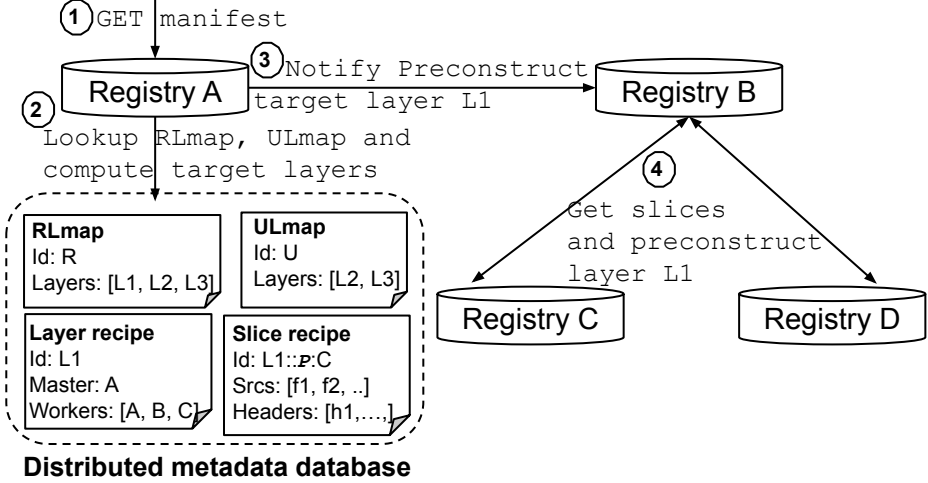 1 GET manifest
Registry A
3 Notify Preconstruct
target layer L1
Registry B
2
Lookup RLmap, ULmap and
compute target layers
4
Get slices
and preconstruct
layer L1
Registry C
Registry D
RLmap
Id: R
Layers: [L1, L2, L3]
ULmap
Id: U
Layers: [L2, L3]
Layer recipe
Id: L1
Master: A
Workers: [A, B, C]
Slice recipe
Id: L1::P:C
Srcs: [f1, f2, ..]
Headers: [h1,…,]
Distributed metadata database